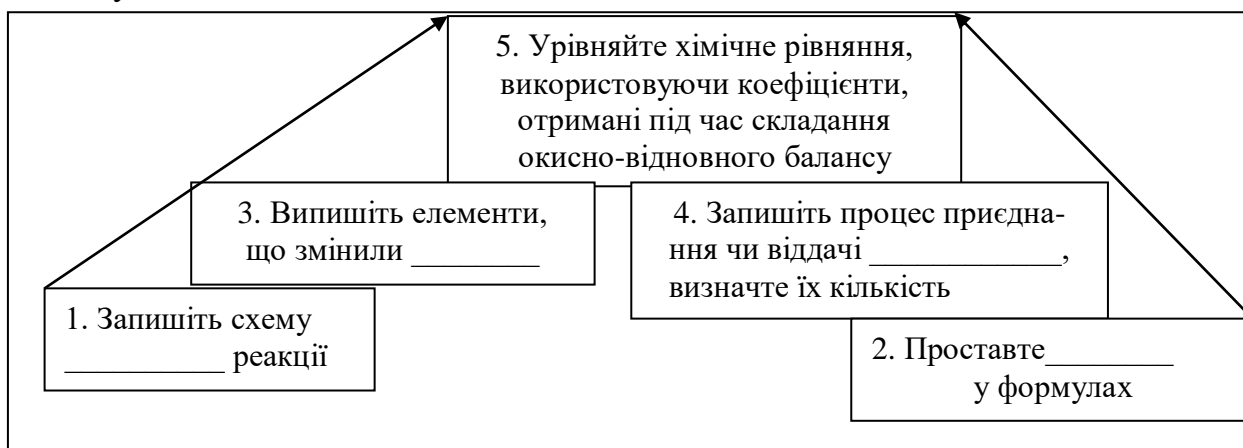 5. Урівняйте хімічне рівняння,
використовуючи коефіцієнти,
отримані під час складання
окисно-відновного балансу
3. Випишіть елементи,
що змінили ________
4. Запишіть процес приєдна-
ння чи віддачі ____________,
визначте їх кількість
1. Запишіть схему
__________ реакції
2. Проставте________
у формулах